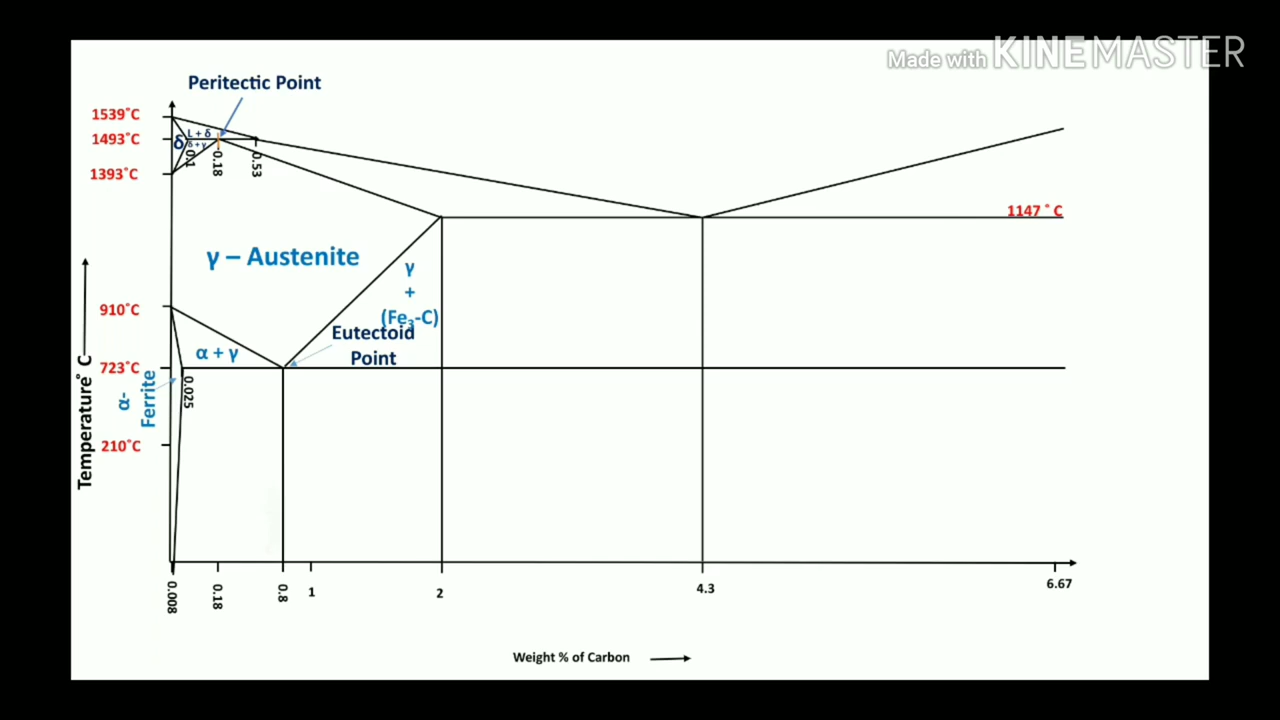 Made with KINEMASTER
Peritectic Point
1539°C
1493°C
1393°C
L + δ
δ
δ + γ
0.1
0.18
0.53
1147 ° C
γ – Austenite
γ
+
(Fe3-C)
910°C
Eutectoid
Point
α + γ
723°C
0.025
α-
Ferrite
210°C
Temperature° C
0.008
0.18
0.8
1
2
4.3
6.67
Weight % of Carbon